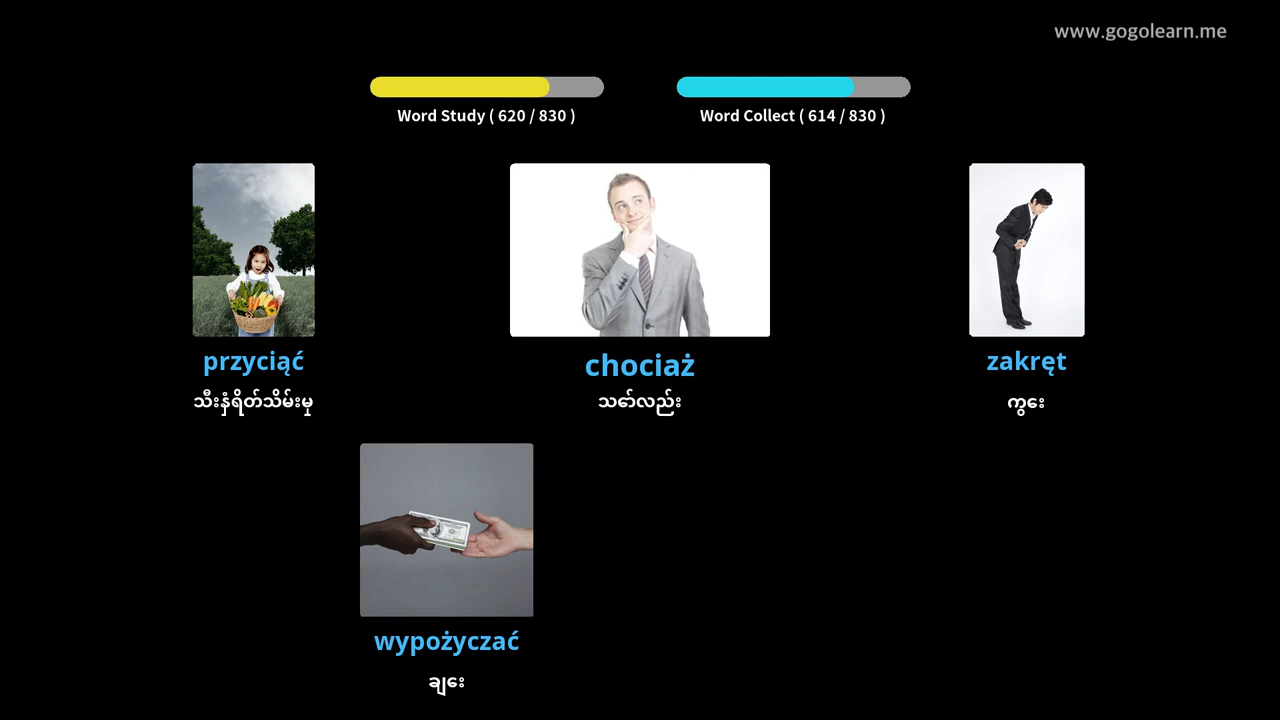 www.gogolearn.me
Word Study ( 620 / 830 )
Word Collect ( 614 / 830 )
przyciąć
chociaż
zakręt
သီးနှံရိတ်သိမ်းမှု
သော်လည်း
ကွေး
wypożyczać
ချေး